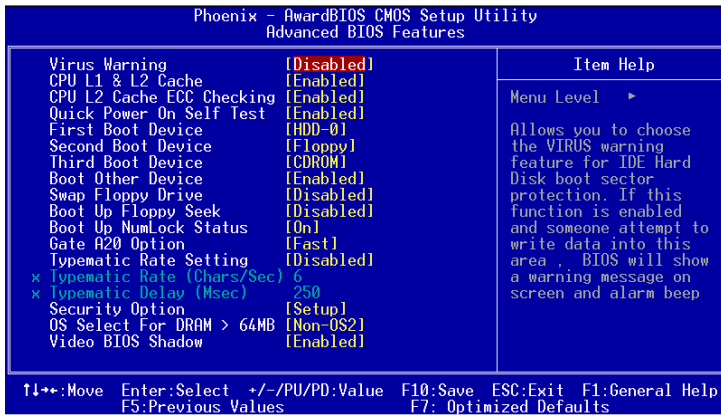 Phoenix - AwardBIOS CMOS Setup Utility
Advanced BIOS Features
Virus Warning [Disabled]
CPU L1 & L2 Cache [Enabled]
CPU L2 Cache ECC Checking [Enabled]
Quick Power On Self Test [Enabled]
First Boot Device [HDD-0]
Second Boot Device [Floppy]
Third Boot Device [CDROM]
Boot Other Device [Enabled]
Swap Floppy Drive [Disabled]
Boot Up Floppy Seek [Disabled]
Boot Up NumLock Status [On]
Gate A20 Option [Fast]
Typematic Rate Setting [Disabled]
x Typematic Rate (Chars/Sec) 6
x Typematic Delay (Msec) 250
Security Option [Setup]
OS Select For DRAM > 64MB [Non-OS2]
Video BIOS Shadow [Enabled]
Item Help
Menu Level ►
Allows you to choose
the VIRUS warning
feature for IDE Hard
Disk boot sector
protection. If this
function is enabled
and someone attempt to
write data into this
area , BIOS will show
a warning message on
screen and alarm beep
↑↓→←:Move Enter:Select +/-/PU/PD:Value F10:Save ESC:Exit F1:General Help
F5:Previous Values F7: Optimized Defaults